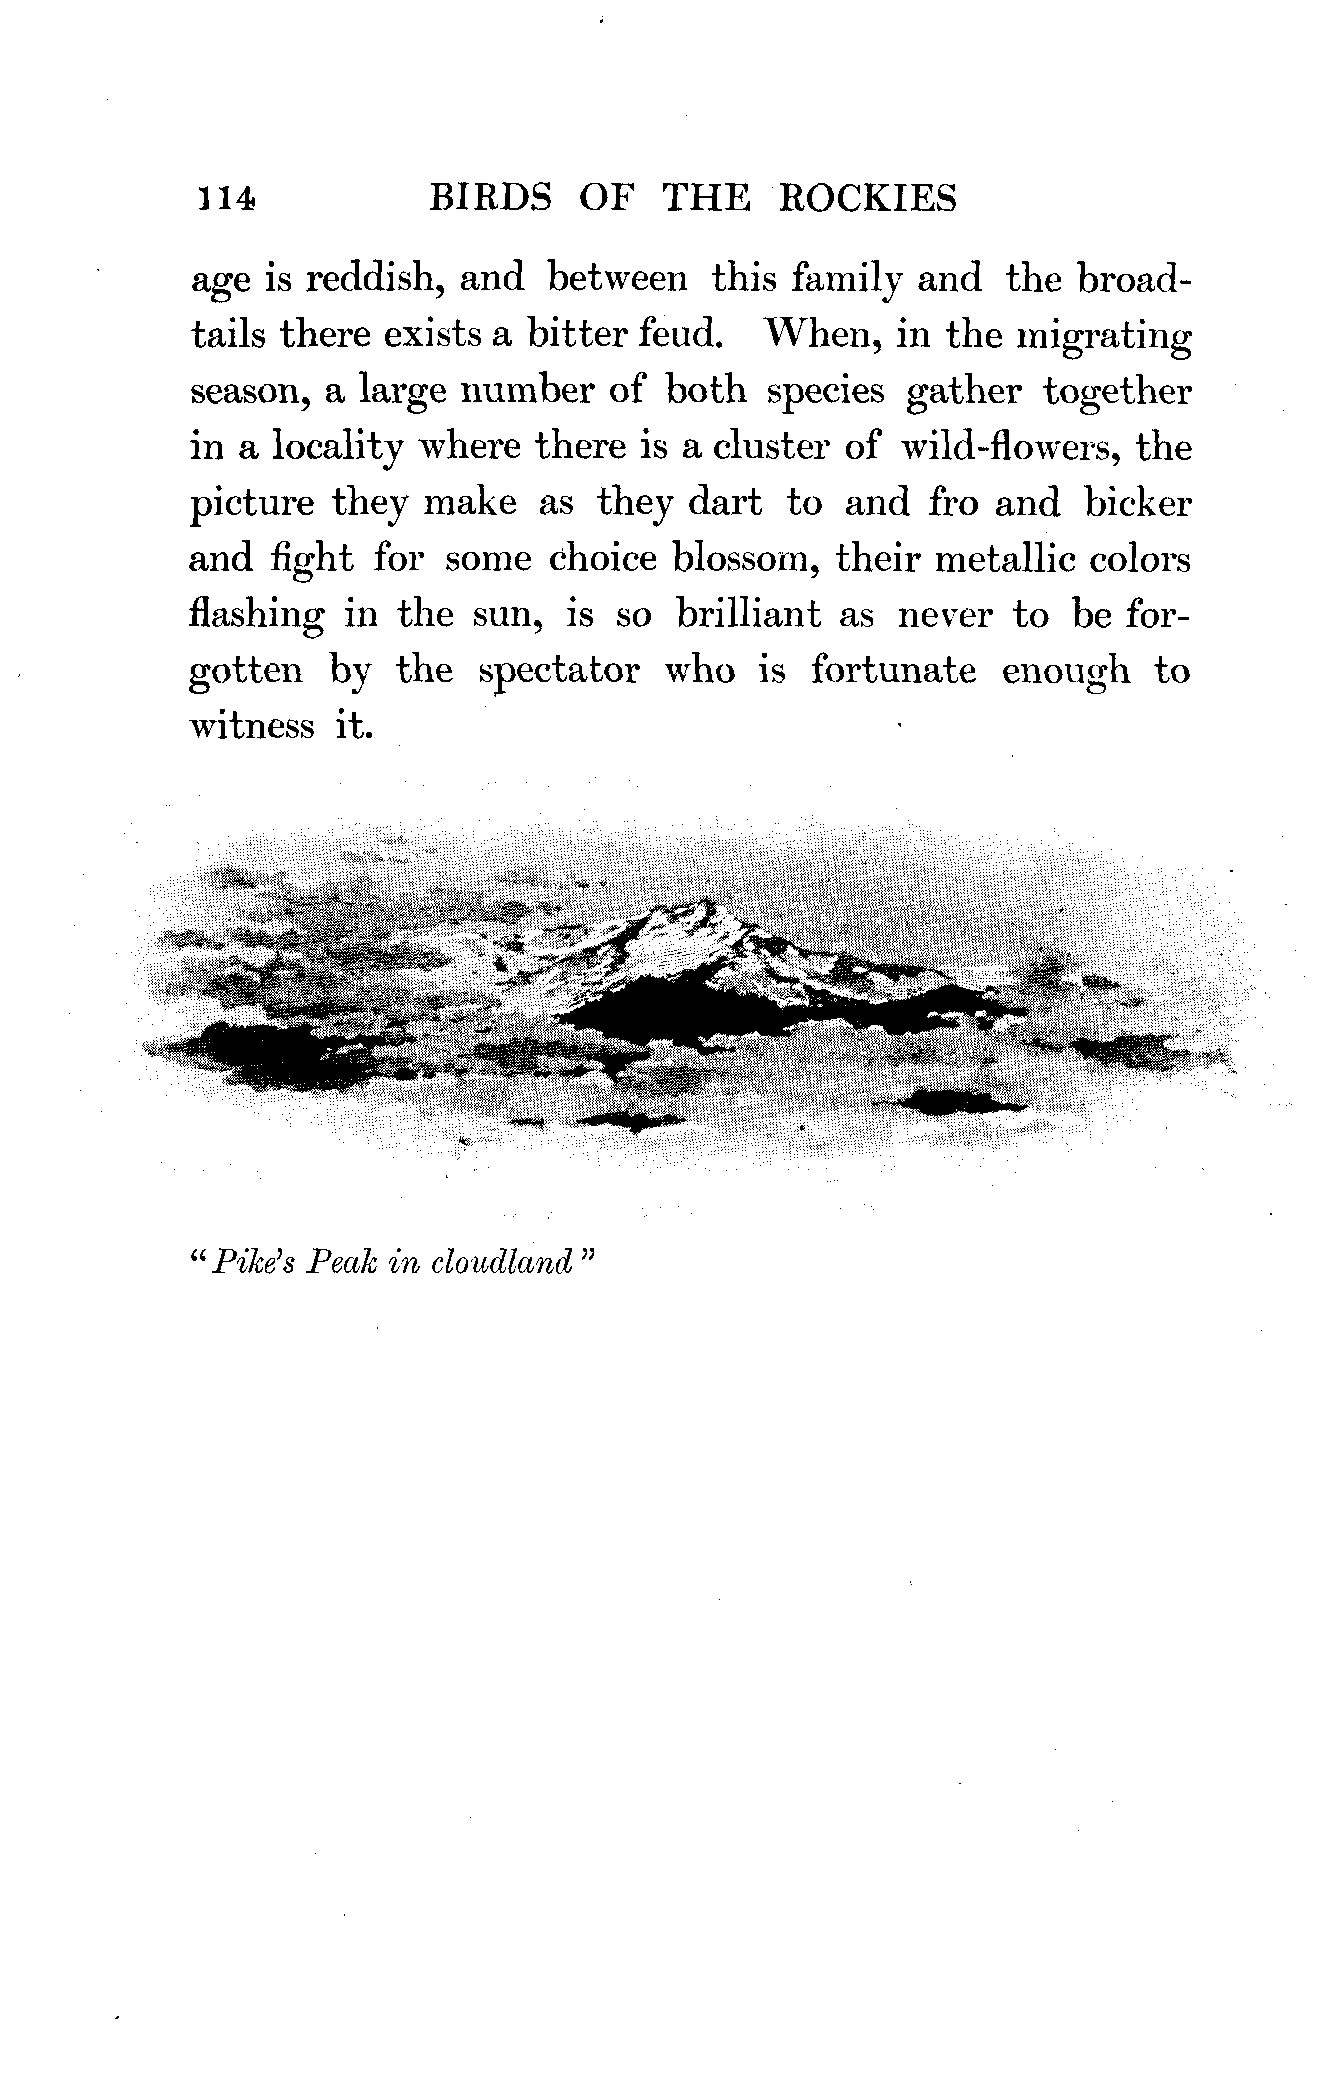 114 BIRDS OF THE ROCKIES
age is reddish, and between this family and the broad-
tails there exists a bitter feud. When, in the migrating
season, a large number of both species gather together
in a locality where there is a cluster of wild-flowers, the
picture they make as they dart to and fro and bicker
and fight for some choice blossom, their metallic colors
flashing in the sun, is so brilliant as never to be for-
gotten by the spectator who is fortunate enough to
witness it.
"Pike's Peak in cloudland"